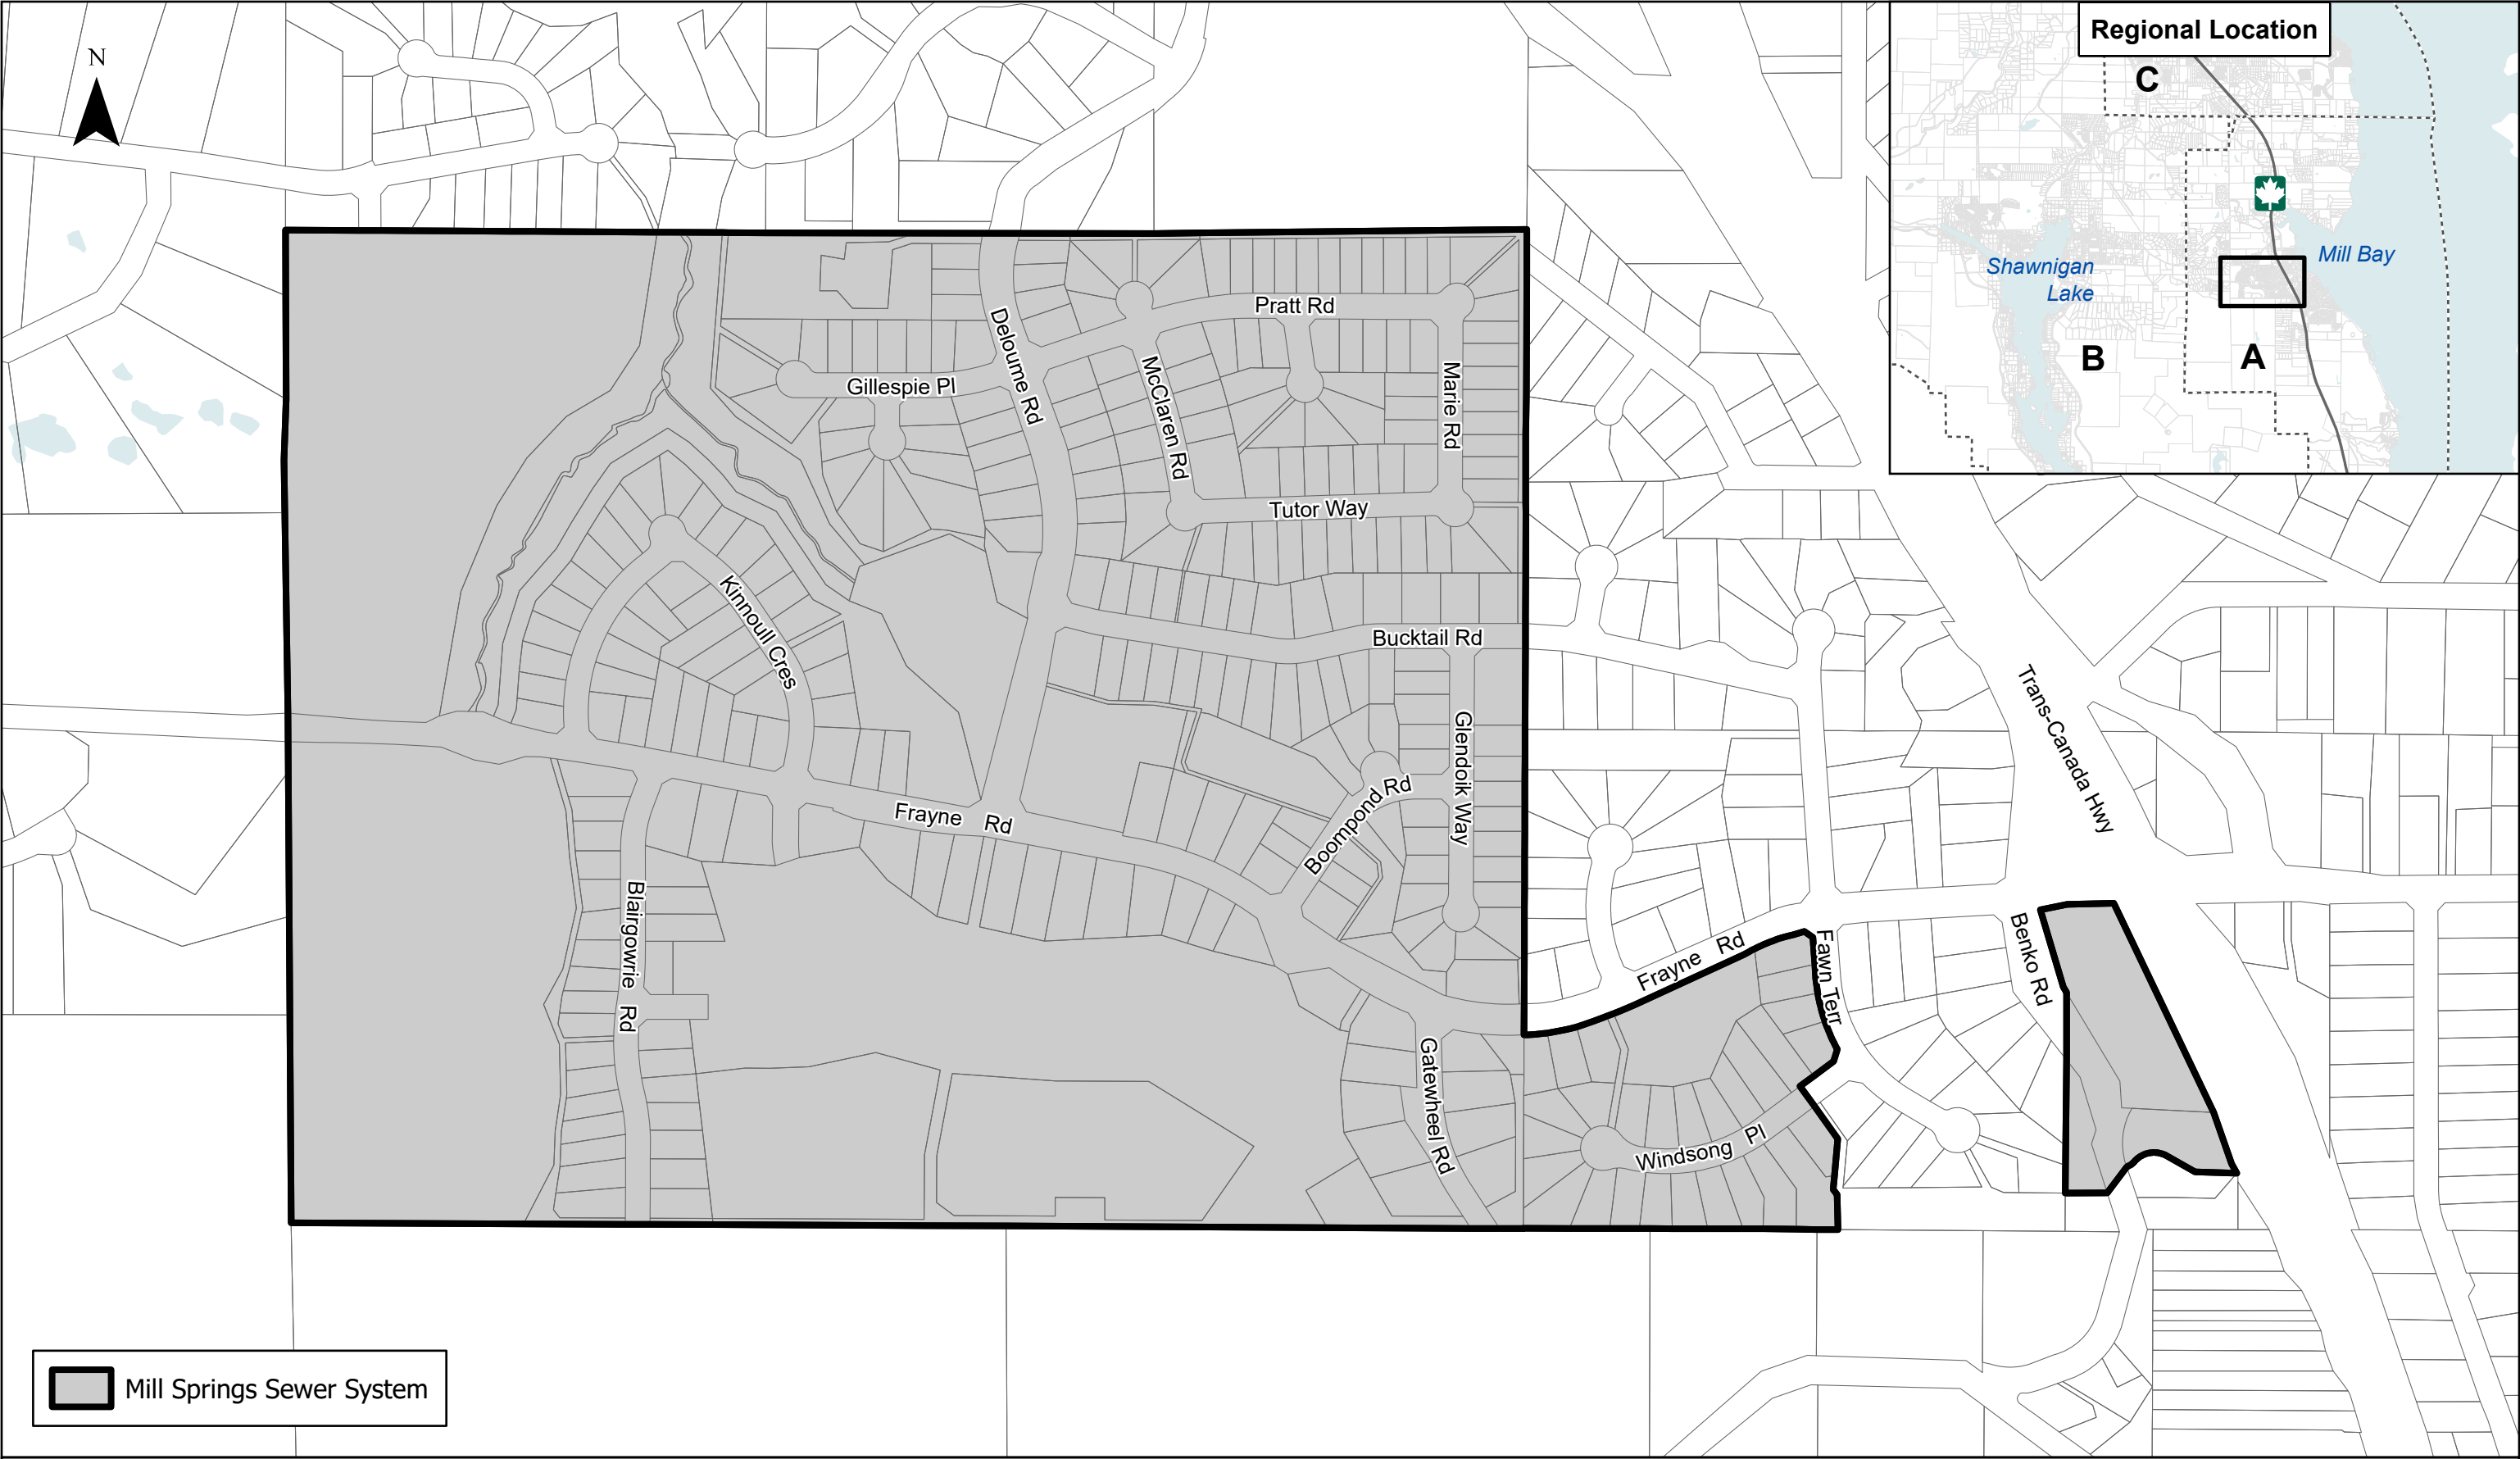 N
Regional Location
C
Mill Bay
Shawnigan
Lake
B
A
Pratt Rd
Deloume Rd
Gillespie Pl
McClaren Rd
Marie Rd
Tutor Way
Kinnoull Cres
Bucktail Rd
Trans-Canada Hwy
Glendoik Way
Boompond Rd
Frayne Rd
Blairgowrie Rd
Frayne Rd
Fawn Terr
Benko Rd
Gatewheel Rd
Windsong Pl
Mill Springs Sewer System